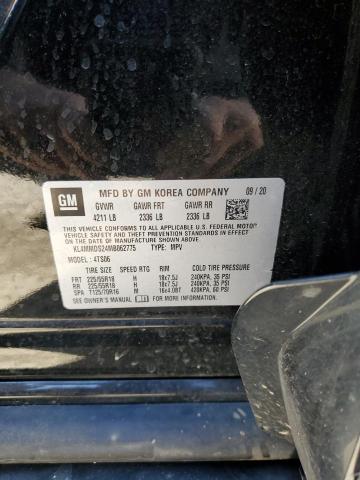 GM
MFD BY GM KOREA COMPANY 09/20
GVWR GAWR FRT GAWR RR
4211 LB 2336 LB 2336 LB
THIS VEHICLE CONFORMS TO ALL APPLICABLE U.S. FEDERAL MOTOR
VEHICLE SAFETY, BUMPER, AND THEFT PREVENTION STANDARDS IN EFFECT
ON THE DATE OF MANUFACTURE SHOWN ABOVE.
KL4MMDS24MB062775 TYPE: MPV
MODEL: 4TS06
TIRE SIZE SPEED RTG RIM COLD TIRE PRESSURE
FRT 225/55R18 H 18x7.5J 240KPA, 35 PSI
RR 225/55R18 H 18x7.5J 240KPA, 35 PSI
SPA T125/70R16 M 16x4.0BT 420KPA, 60 PSI
SEE OWNER'S MANUAL FOR MORE INFORMATION.